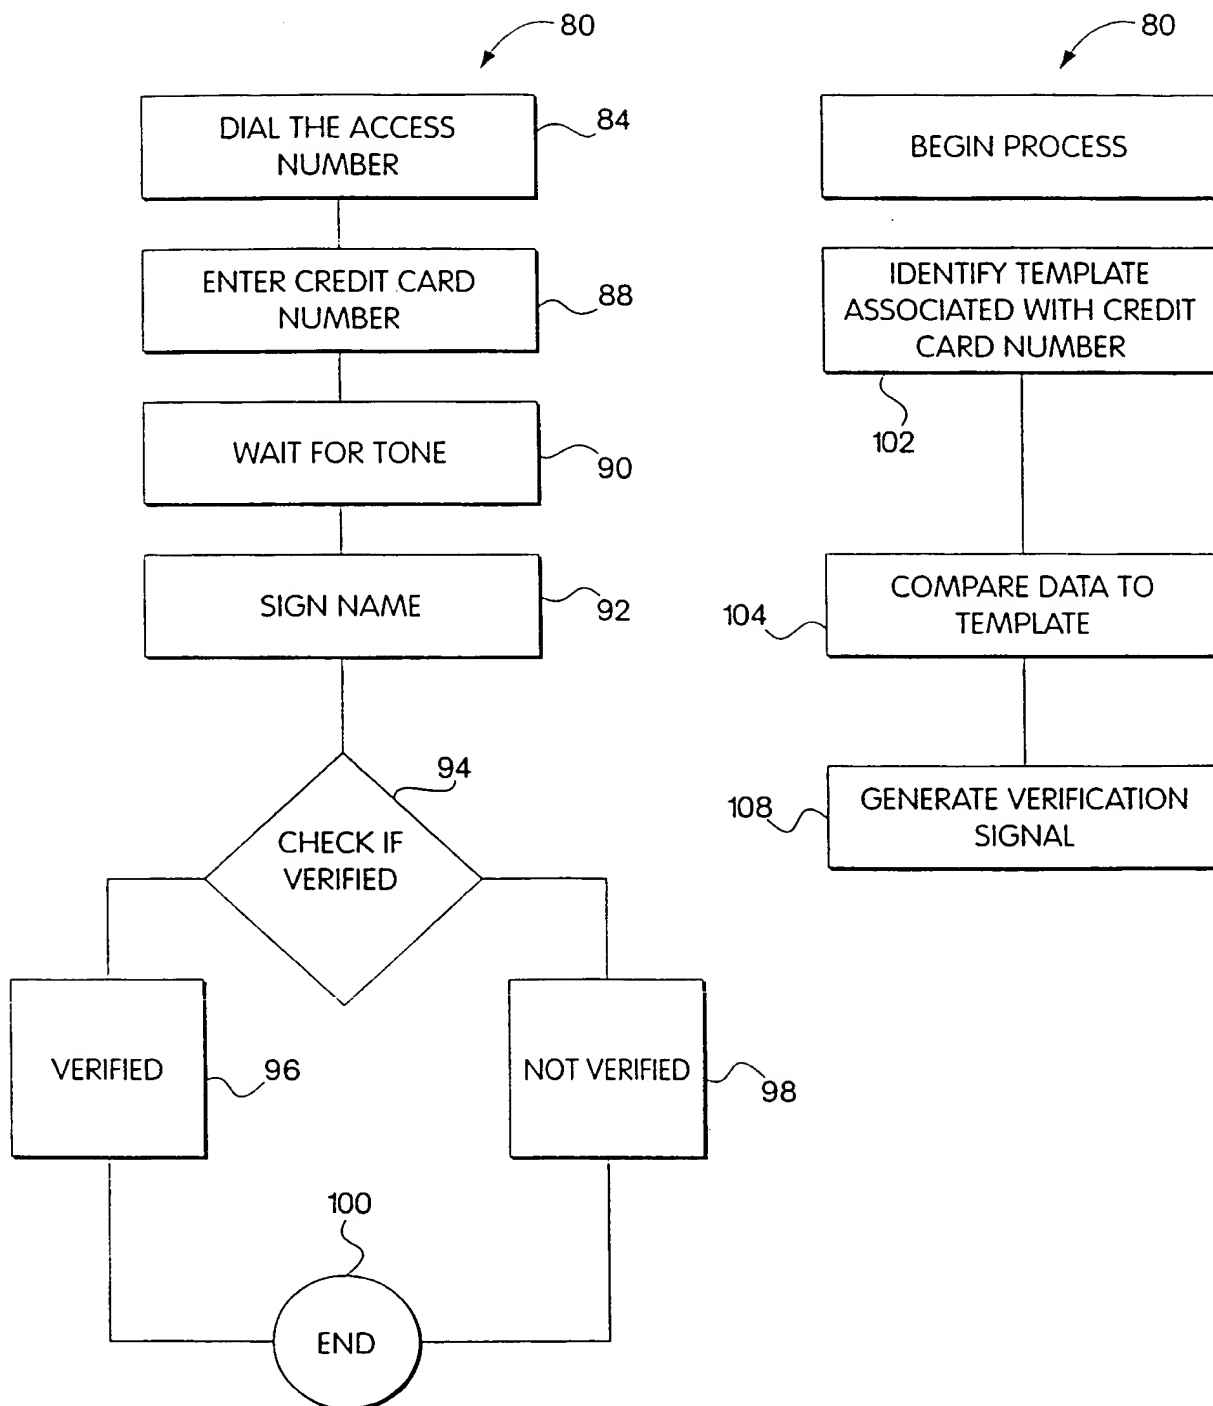 80
DIAL THE ACCESS
NUMBER
84
ENTER CREDIT CARD
NUMBER
88
WAIT FOR TONE
90
SIGN NAME
92
94
CHECK IF
VERIFIED
VERIFIED
96
NOT VERIFIED
98
100
END
80
BEGIN PROCESS
IDENTIFY TEMPLATE
ASSOCIATED WITH CREDIT
CARD NUMBER
102
COMPARE DATA TO
TEMPLATE
104
GENERATE VERIFICATION
SIGNAL
108